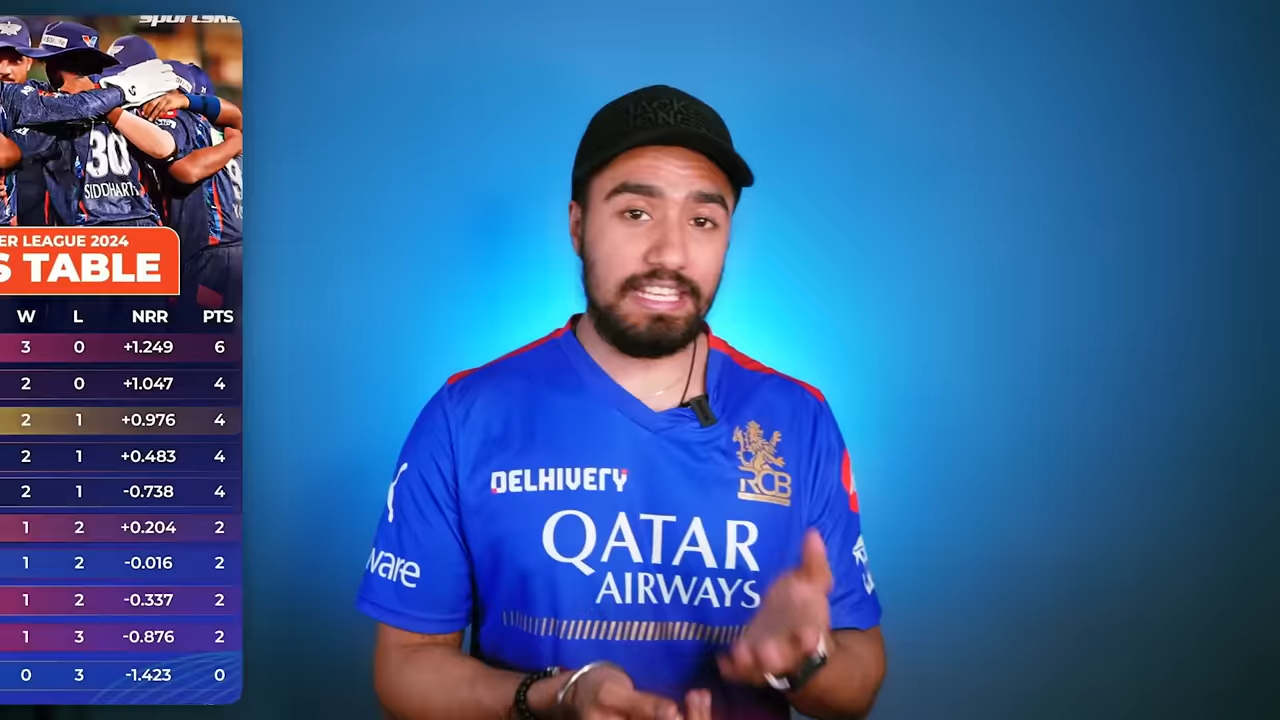 30
SIDDHART
ER LEAGUE 2024
S TABLE
W L NRR PTS
3 0 +1.249 6
2 0 +1.047 4
2 1 +0.976 4
2 1 +0.483 4
2 1 -0.738 4
1 2 +0.204 2
1 2 -0.016 2
1 2 -0.337 2
1 3 -0.876 2
0 3 -1.423 0
DELHIVERY
RCB
QATAR
AIRWAYS
ware